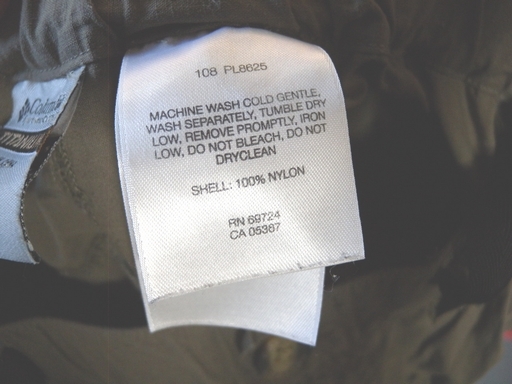 108 PL8625
MACHINE WASH COLD GENTLE,
WASH SEPARATELY, TUMBLE DRY
LOW, REMOVE PROMPTLY, IRON
LOW, DO NOT BLEACH, DO NOT
DRYCLEAN
SHELL: 100% NYLON
RN 69724
CA 05367
Columbia